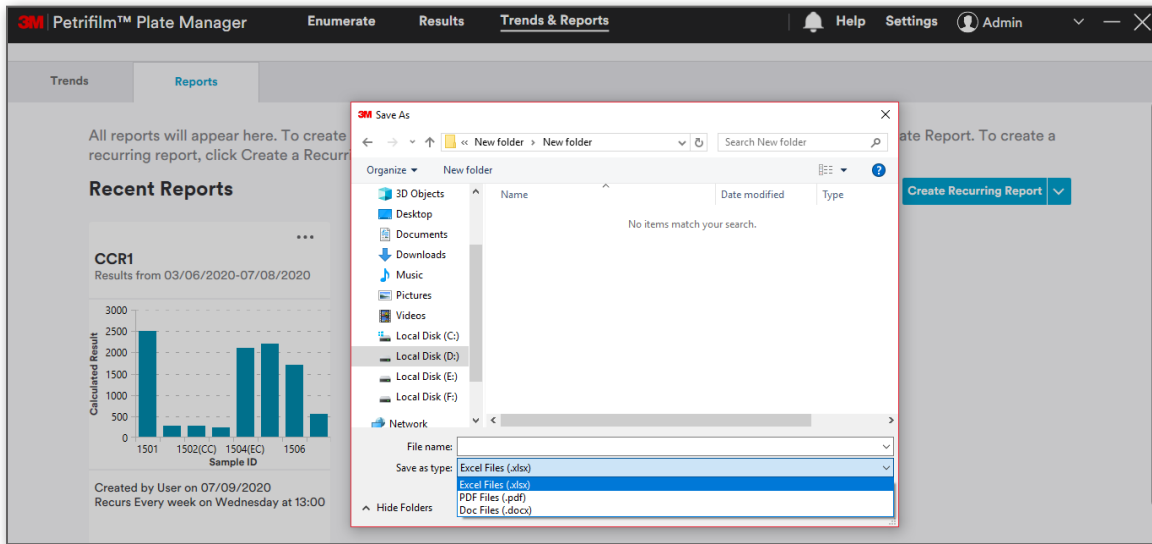 3M Petrifilm™ Plate Manager Enumerate Results Trends & Reports Help Settings Admin
Trends Reports
All reports will appear here. To create
ate Report. To create a
recurring report, click Create a Recurri
Recent Reports
Create Recurring Report
CCR1
Results from 03/06/2020-07/08/2020
3000
2500
2000
1500
1000
500
0
Calculated Result
1501 1502(CC) 1504(EC) 1506
Sample ID
Created by User on 07/09/2020
Recurs Every week on Wednesday at 13:00
3M Save As
« New folder › New folder
Search New folder
Organize New folder
3D Objects
Desktop
Documents
Downloads
Music
Pictures
Videos
Local Disk (C:)
Local Disk (D:)
Local Disk (E:)
Local Disk (F:)
Network
Name Date modified Type
No items match your search.
File name:
Save as type: Excel Files (.xlsx)
Excel Files (.xlsx)
PDF Files (.pdf)
Doc Files (.docx)
Hide Folders